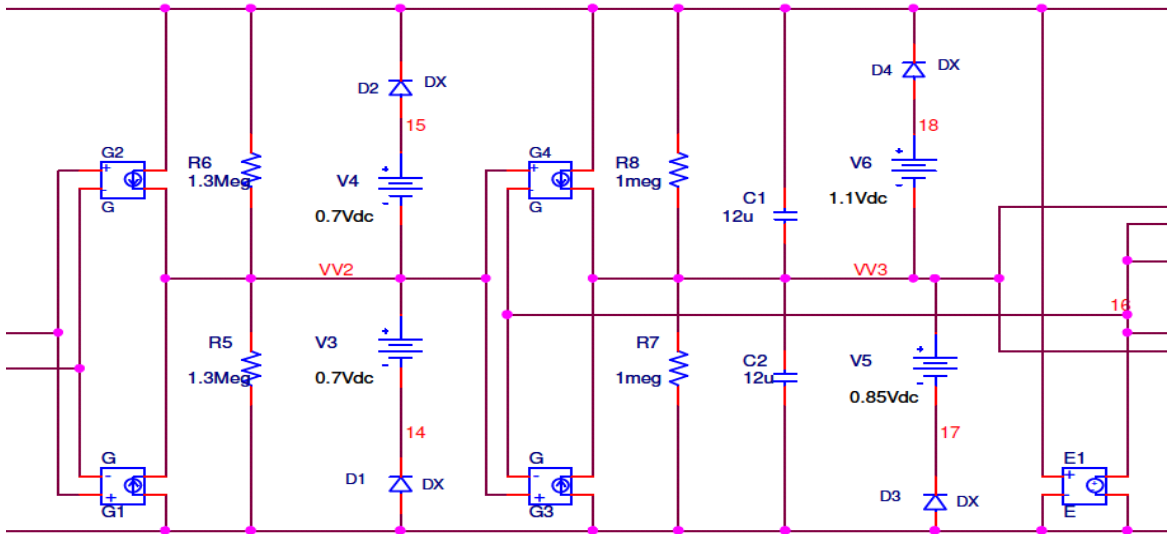 D2
DX
15
D4
DX
18
G2
+
-
G
R6
1.3Meg
V4
+
-
0.7Vdc
G4
+
-
G
R8
1meg
C1
12u
V6
+
-
1.1Vdc
VV2
VV3
16
R5
1.3Meg
V3
+
-
0.7Vdc
R7
1meg
C2
12u
V5
+
-
0.85Vdc
14
17
G
-
+
G1
D1
DX
G
-
+
G3
D3
DX
E1
+
-
+
E